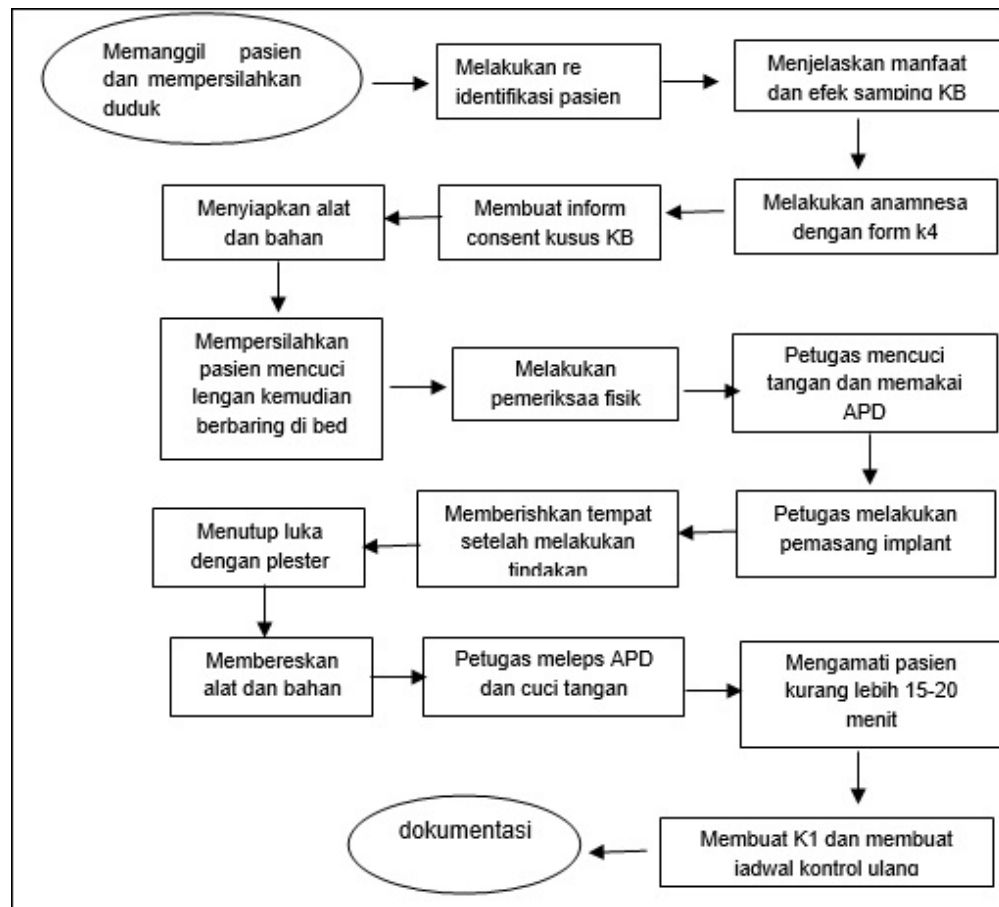 Memanggil pasien
dan mempersilahkan
duduk
Melakukan re
identifikasi pasien
Menjelaskan manfaat
dan efek samping KB
Melakukan anamnesa
dengan form k4
Membuat inform
consent kusus KB
Menyiapkan alat
dan bahan
Mempersilahkan
pasien mencuci
lengan kemudian
berbaring di bed
Melakukan
pemeriksaa fisik
Petugas mencuci
tangan dan memakai
APD
Petugas melakukan
pemasang implant
Memberishkan tempat
setelah melakukan
tindakan
Menutup luka
dengan plester
Membereskan
alat dan bahan
Petugas meleps APD
dan cuci tangan
Mengamati pasien
kurang lebih 15-20
menit
Membuat K1 dan membuat
jadwal kontrol ulang
dokumentasi